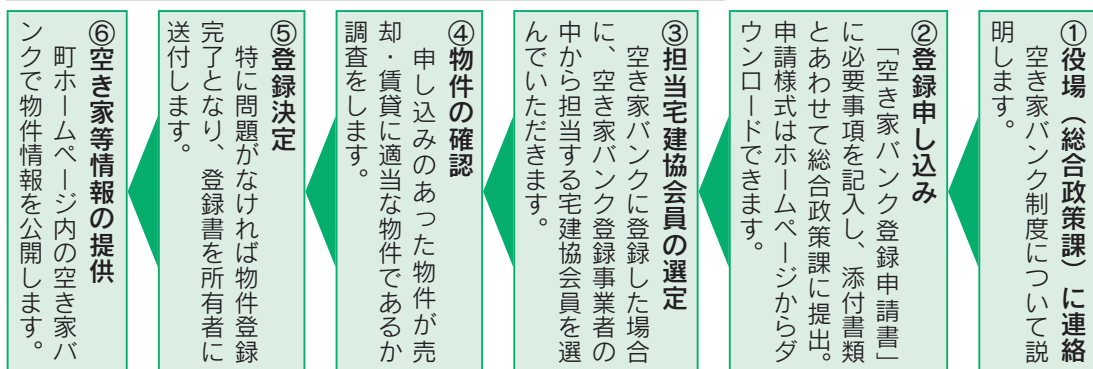 ①役場（総合政策課）に連絡
空き家バンク制度について説
明します。
②登録申し込み
「空き家バンク登録申請書」
に必要事項を記入し、添付書類
とあわせて総合政策課に提出。
申請様式はホームページからダ
ウンロードできます。
③担当宅建協会員の選定
空き家バンクに登録した場合
に、空き家バンク登録事業者の
中から担当する宅建協会員を選
んでいただきます。
④物件の確認
申し込みのあった物件が売
却・賃貸に適当な物件であるか
調査をします。
⑤登録決定
特に問題がなければ物件登録
完了となり、登録書を所有者に
送付します。
⑥空き家等情報の提供
町ホームページ内の空き家バ
ンクで物件情報を公開します。